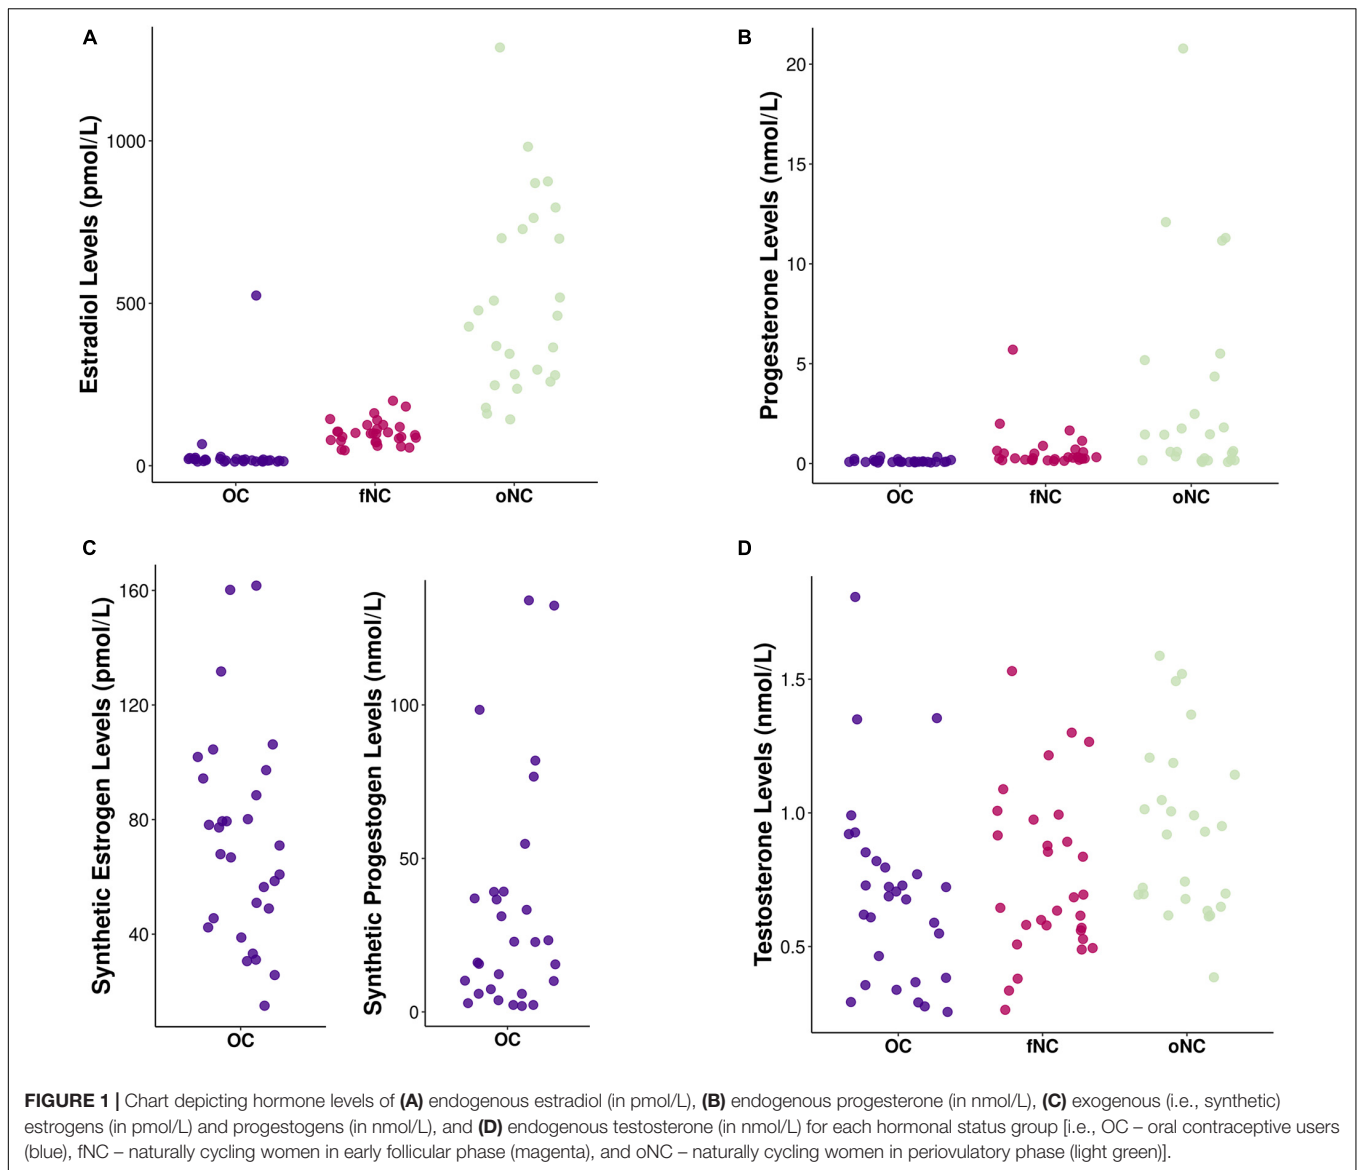 A
Estradiol Levels (pmol/L)
1000
500
0
OC fNC oNC
B
Progesterone Levels (nmol/L)
20
15
10
5
0
OC fNC oNC
C
Synthetic Estrogen Levels (pmol/L)
160
120
80
40
OC
Synthetic Progestogen Levels (nmol/L)
100
50
0
OC
D
Testosterone Levels (nmol/L)
1.5
1.0
0.5
OC fNC oNC
FIGURE 1 | Chart depicting hormone levels of (A) endogenous estradiol (in pmol/L), (B) endogenous progesterone (in nmol/L), (C) exogenous (i.e., synthetic)
estrogens (in pmol/L) and progestogens (in nmol/L), and (D) endogenous testosterone (in nmol/L) for each hormonal status group [i.e., OC – oral contraceptive users
(blue), fNC – naturally cycling women in early follicular phase (magenta), and oNC – naturally cycling women in periovulatory phase (light green)].